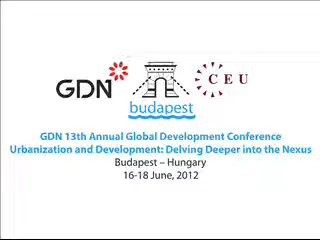 GDN
CEU
budapest
GDN 13th Annual Global Development Conference
Urbanization and Development: Delving Deeper into the Nexus
Budapest – Hungary
16-18 June, 2012